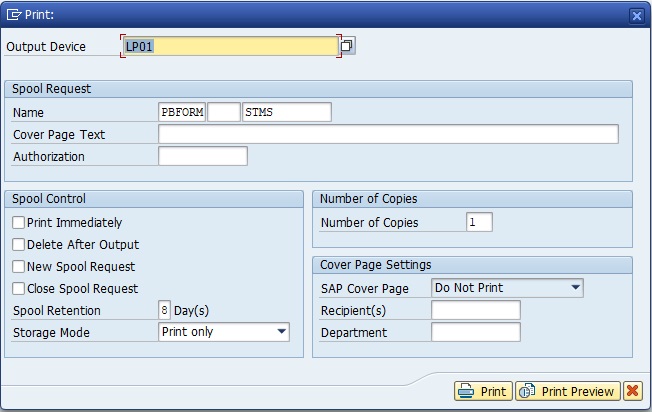 Print:
Output Device LP01
Spool Request
Name PBFORM STMS
Cover Page Text
Authorization
Spool Control
Print Immediately
Delete After Output
New Spool Request
Close Spool Request
Spool Retention 8 Day(s)
Storage Mode Print only
Number of Copies
Number of Copies 1
Cover Page Settings
SAP Cover Page Do Not Print
Recipient(s)
Department
Print Print Preview